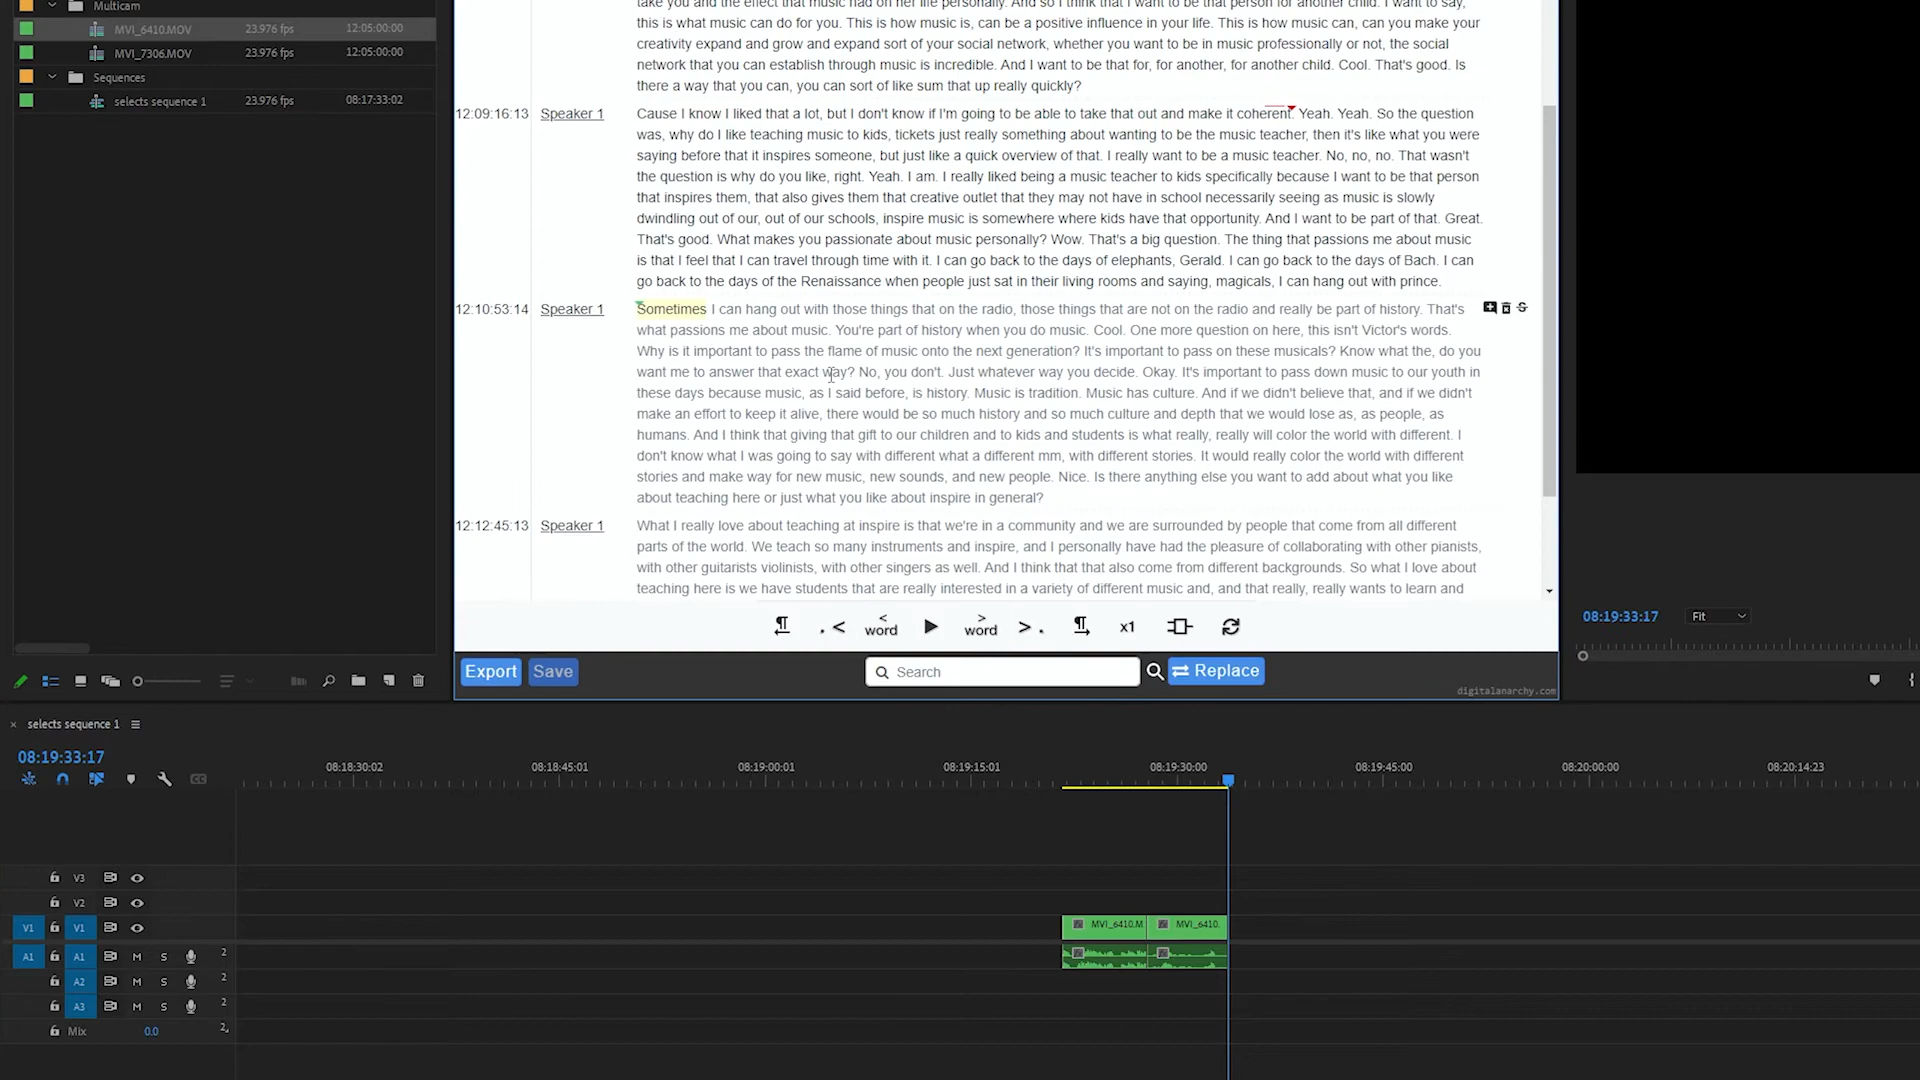 Multicam
MVI_6410.MOV 23.976 fps 12:05:00:00
MVI_7306.MOV 23.976 fps 12:05:00:00
Sequences
selects sequence 1 23.976 fps 08:17:33:02
take you and the effect that music had on her life personally. And so I think that I want to be that person for another child. I want to say,
this is what music can do for you. This is how music is, can be a positive influence in your life. This is how music can, can you make your
creativity expand and grow and expand sort of your social network, whether you want to be in music professionally or not, the social
network that you can establish through music is incredible. And I want to be that for, for another, for another child. Cool. That's good. Is
there a way that you can, you can sort of like sum that up really quickly?
12:09:16:13 Speaker 1 Cause I know I liked that a lot, but I don't know if I'm going to be able to take that out and make it coherent. Yeah. Yeah. So the question
was, why do I like teaching music to kids, tickets just really something about wanting to be the music teacher, then it's like what you were
saying before that it inspires someone, but just like a quick overview of that. I really want to be a music teacher. No, no, no. That wasn't
the question is why do you like, right. Yeah. I am. I really liked being a music teacher to kids specifically because I want to be that person
that inspires them, that also gives them that creative outlet that they may not have in school necessarily seeing as music is slowly
dwindling out of our, out of our schools, inspire music is somewhere where kids have that opportunity. And I want to be part of that. Great.
That's good. What makes you passionate about music personally? Wow. That's a big question. The thing that passions me about music
is that I feel that I can travel through time with it. I can go back to the days of elephants, Gerald. I can go back to the days of Bach. I can
go back to the days of the Renaissance when people just sat in their living rooms and saying, magicals, I can hang out with prince.
12:10:53:14 Speaker 1 Sometimes I can hang out with those things that on the radio, those things that are not on the radio and really be part of history. That's
what passions me about music. You're part of history when you do music. Cool. One more question on here, this isn't Victor's words.
Why is it important to pass the flame of music onto the next generation? It's important to pass on these musicals? Know what the, do you
want me to answer that exact way? No, you don't. Just whatever way you decide. Okay. It's important to pass down music to our youth in
these days because music, as I said before, is history. Music is tradition. Music has culture. And if we didn't believe that, and if we didn't
make an effort to keep it alive, there would be so much history and so much culture and depth that we would lose as, as people, as
humans. And I think that giving that gift to our children and to kids and students is what really, really will color the world with different. I
don't know what I was going to say with different what a different mm, with different stories. It would really color the world with different
stories and make way for new music, new sounds, and new people. Nice. Is there anything else you want to add about what you like
about teaching here or just what you like about inspire in general?
12:12:45:13 Speaker 1 What I really love about teaching at inspire is that we're in a community and we are surrounded by people that come from all different
parts of the world. We teach so many instruments and inspire, and I personally have had the pleasure of collaborating with other pianists,
with other guitarists violinists, with other singers as well. And I think that that also come from different backgrounds. So what I love about
teaching here is we have students that are really interested in a variety of different music and, and that really, really wants to learn and
< word > word x1
Export Save Search Replace
digitalanarchy.com
08:19:33:17 Fit
selects sequence 1
08:19:33:17
08:18:30:02 08:18:45:01 08:19:00:01 08:19:15:01 08:19:30:00 08:19:45:00 08:20:00:00 08:20:14:23
V3
V2
V1 V1 MVI_6410.M MVI_6410.
A1 A1 M S 2
A2 M S 2
A3 M S 2
Mix 0.0 2